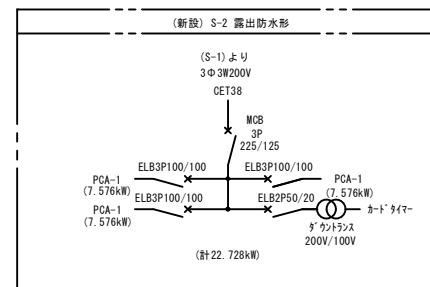 (新設) S-2 露出防水形
(S-1)より
3Φ3W200V
CET38
MCB
3P
225/125
ELB3P100/100
ELB3P100/100
PCA-1
(7.576kW)
PCA-1
(7.576kW)
ELB3P100/100
ELB2P50/20
PCA-1
(7.576kW)
カードタイマー
ダウントランス
200V/100V
(計22.728kW)